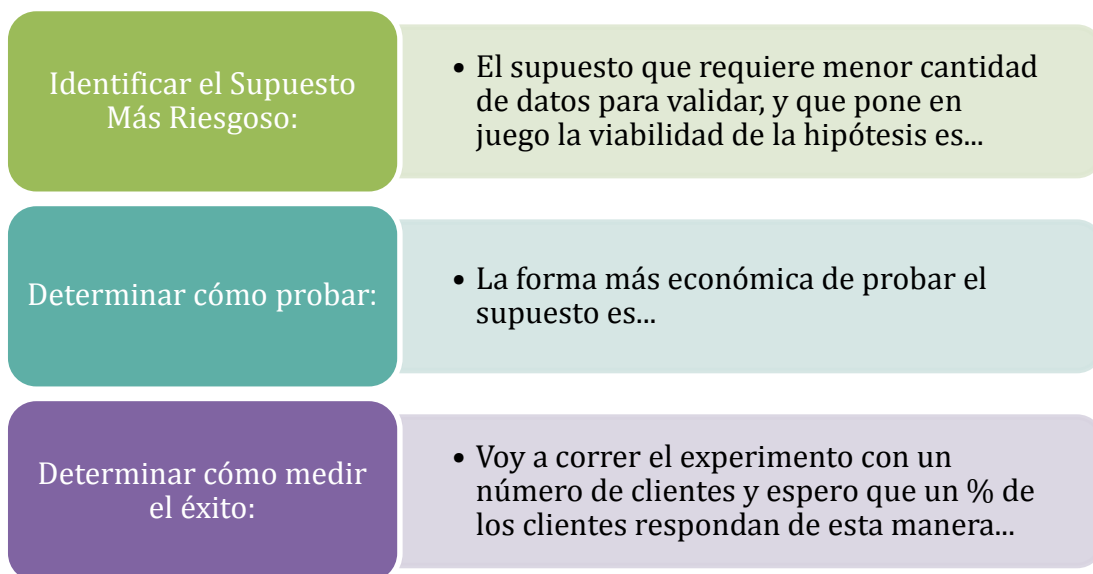 Identificar el Supuesto
Más Riesgoso:
• El supuesto que requiere menor cantidad
de datos para validar, y que pone en
juego la viabilidad de la hipótesis es...
Determinar cómo probar:
• La forma más económica de probar el
supuesto es...
Determinar cómo medir
el éxito:
• Voy a correr el experimento con un
número de clientes y espero que un % de
los clientes respondan de esta manera...